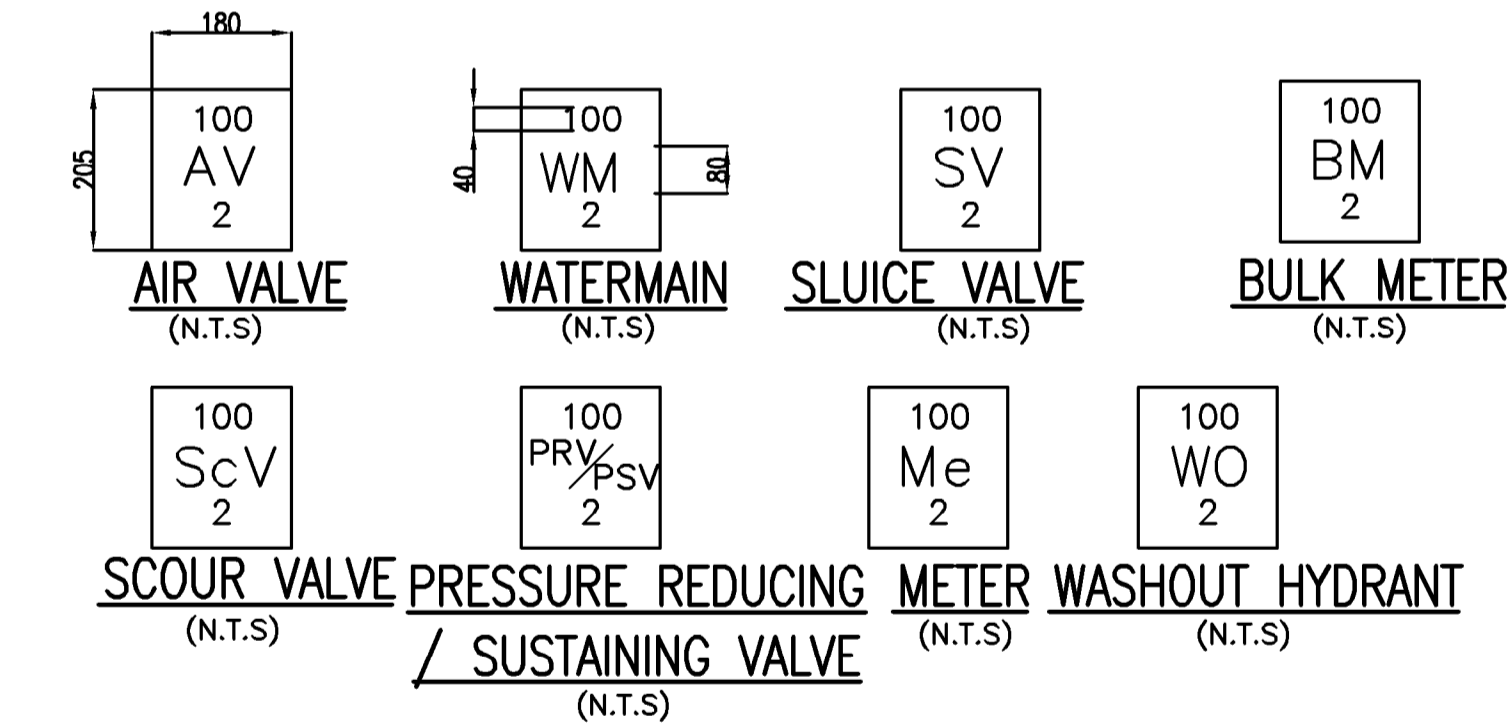 180
205
100
AV
2
AIR VALVE
(N.T.S)
40
100
WM
2
80
WATERMAIN
(N.T.S)
100
SV
2
SLUICE VALVE
(N.T.S)
100
BM
2
BULK METER
(N.T.S)
100
ScV
2
SCOUR VALVE
(N.T.S)
100
PRV/PSV
2
PRESSURE REDUCING
/ SUSTAINING VALVE
(N.T.S)
100
Me
2
METER
(N.T.S)
100
WO
2
WASHOUT HYDRANT
(N.T.S)